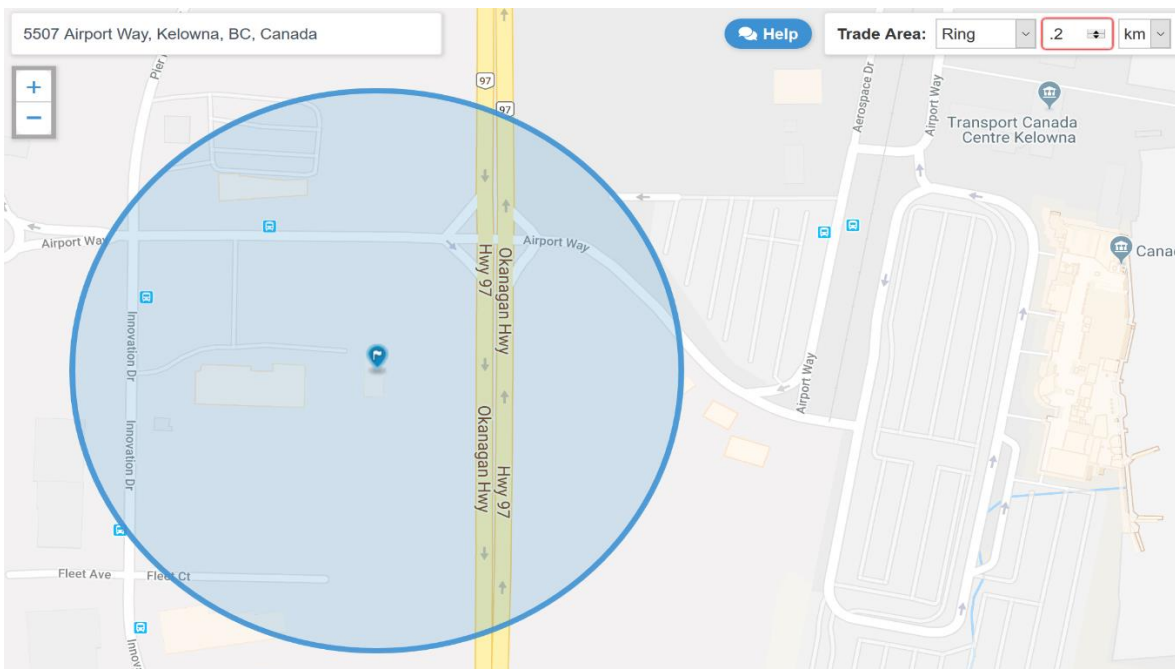 5507 Airport Way, Kelowna, BC, Canada
Help
Trade Area: Ring .2 km
+
−
97
97
Aerospace Dr
Airport Way
Transport Canada
Centre Kelowna
Airport Way
Airport Way
Hwy 97
Okanagan Hwy
Cana
Innovation Dr
Airport Way
Innovation Dr
Okanagan Hwy
Hwy 97
Fleet Ave
Fleet Ct
Innov